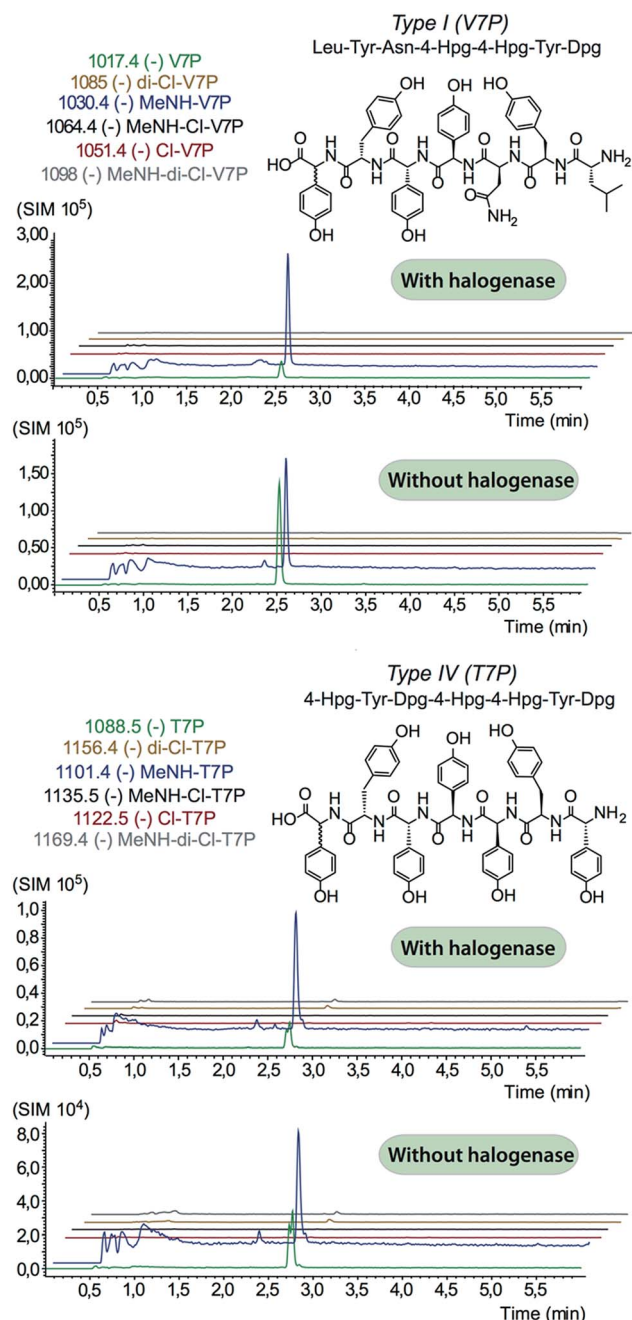 Type I (V7P)
Leu-Tyr-Asn-4-Hpg-4-Hpg-Tyr-Dpg
1017.4 (-) V7P
1085 (-) di-Cl-V7P
1030.4 (-) MeNH-V7P
1064.4 (-) MeNH-Cl-V7P
1051.4 (-) Cl-V7P
1098 (-) MeNH-di-Cl-V7P
OH
HO
OH
HO
O
H
N
O
H
N
O
H
N
NH2
HO
O
N
H
O
N
H
O
N
H
O
NH2
OH
OH
(SIM 10⁵)
3,00
2,00
1,00
0,00
With halogenase
0,5 1,0 1,5 2,0 2,5 3,0 3,5 4,0 4,5 5,0 5,5
Time (min)
(SIM 10⁵)
1,50
1,00
0,50
0,00
Without halogenase
0,5 1,0 1,5 2,0 2,5 3,0 3,5 4,0 4,5 5,0 5,5
Time (min)
Type IV (T7P)
4-Hpg-Tyr-Dpg-4-Hpg-4-Hpg-Tyr-Dpg
1088.5 (-) T7P
1156.4 (-) di-Cl-T7P
1101.4 (-) MeNH-T7P
1135.5 (-) MeNH-Cl-T7P
1122.5 (-) Cl-T7P
1169.4 (-) MeNH-di-Cl-T7P
OH
OH
HO
O
H
N
O
H
N
O
H
N
NH2
HO
O
N
H
O
N
H
O
N
H
O
OH
OH
OH
OH
(SIM 10⁵)
1,0
0,8
0,4
0,2
0,0
With halogenase
0,5 1,0 1,5 2,0 2,5 3,0 3,5 4,0 4,5 5,0 5,5
Time (min)
(SIM 10⁴)
8,0
6,0
4,0
2,0
0,0
Without halogenase
0,5 1,0 1,5 2,0 2,5 3,0 3,5 4,0 4,5 5,0 5,5
Time (min)